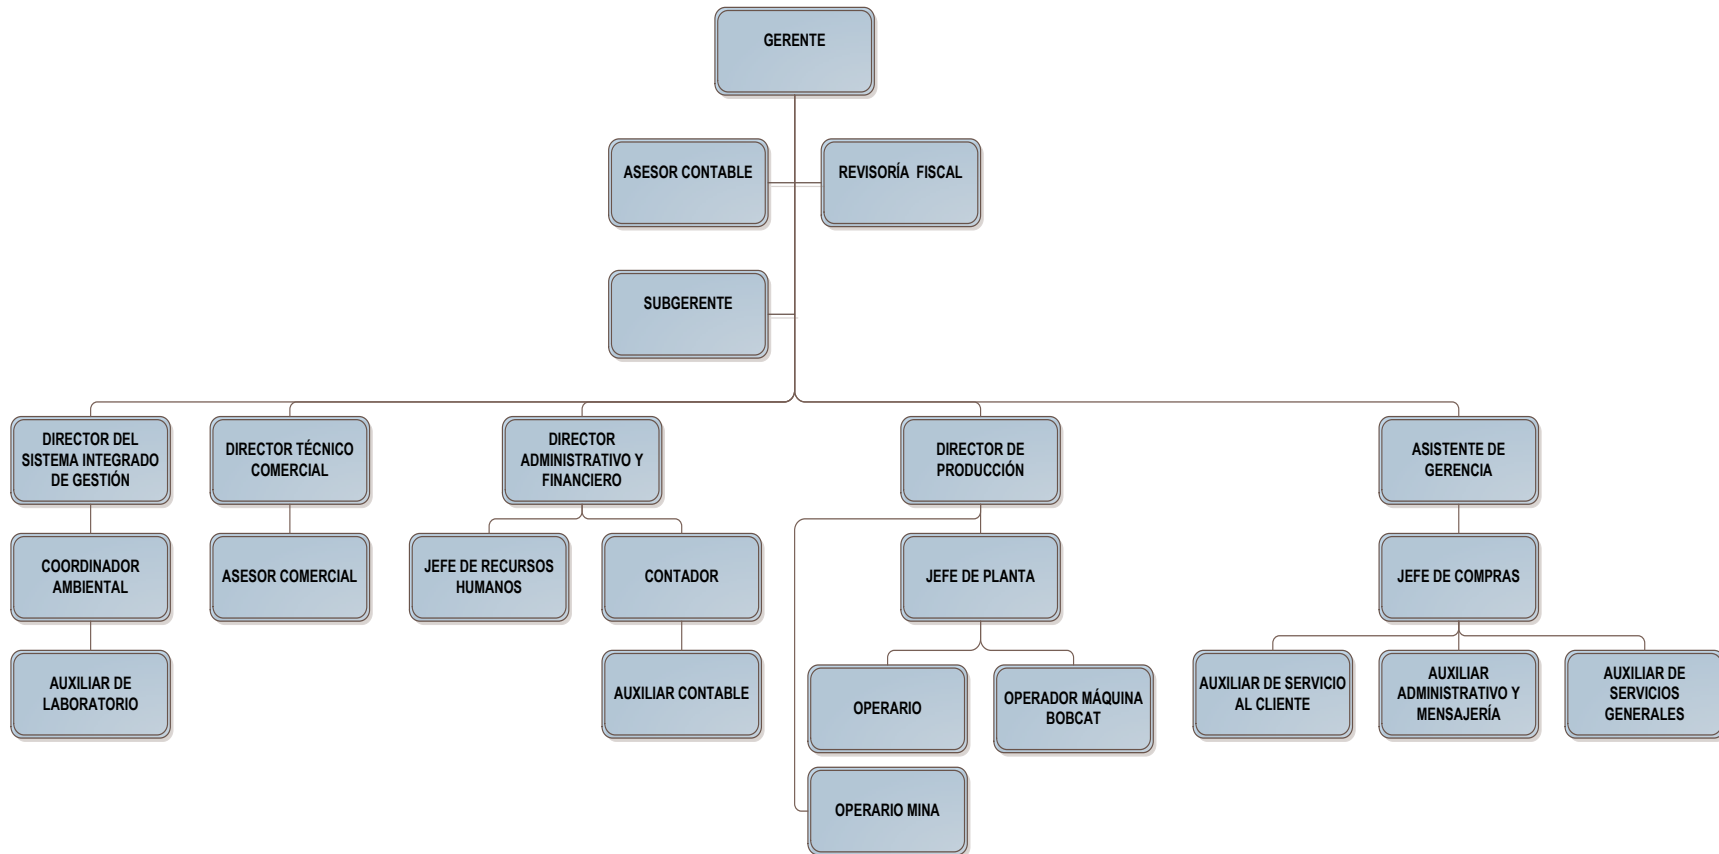 GERENTE
ASESOR CONTABLE
REVISORÍA  FISCAL
SUBGERENTE
DIRECTOR DEL
SISTEMA INTEGRADO
DE GESTIÓN
DIRECTOR TÉCNICO
COMERCIAL
DIRECTOR
ADMINISTRATIVO Y
FINANCIERO
DIRECTOR DE
PRODUCCIÓN
ASISTENTE DE
GERENCIA
COORDINADOR
AMBIENTAL
ASESOR COMERCIAL
JEFE DE RECURSOS
HUMANOS
CONTADOR
JEFE DE PLANTA
JEFE DE COMPRAS
AUXILIAR DE
LABORATORIO
AUXILIAR CONTABLE
OPERARIO
OPERADOR MÁQUINA
BOBCAT
AUXILIAR DE SERVICIO
AL CLIENTE
AUXILIAR
ADMINISTRATIVO Y
MENSAJERÍA
AUXILIAR DE
SERVICIOS
GENERALES
OPERARIO MINA